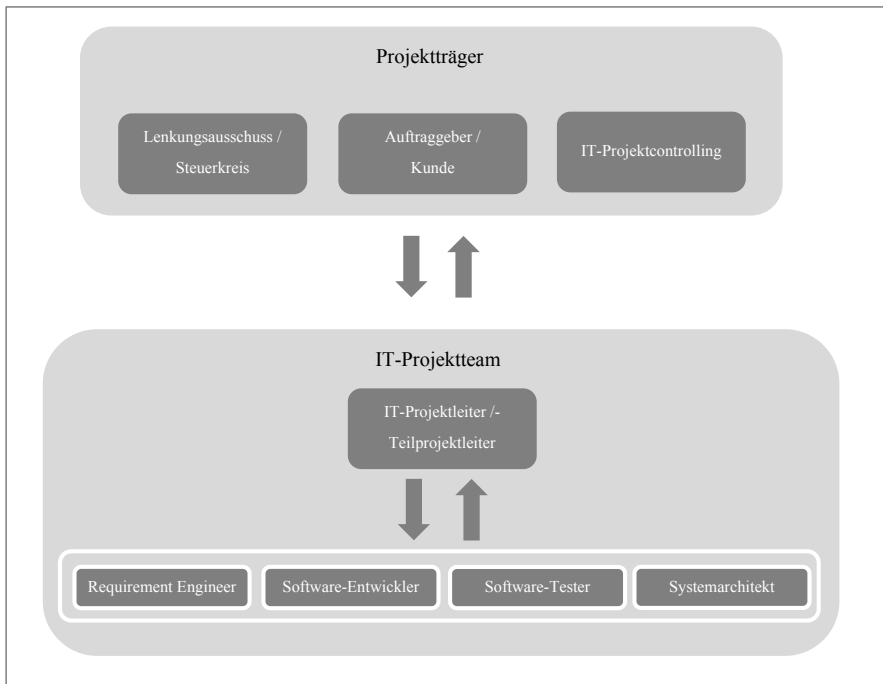 Projektträger
Lenkungsausschuss /
Steuerkreis
Auftraggeber /
Kunde
IT-Projektcontrolling
IT-Projektteam
IT-Projektleiter /-
Teilprojektleiter
Requirement Engineer
Software-Entwickler
Software-Tester
Systemarchitekt